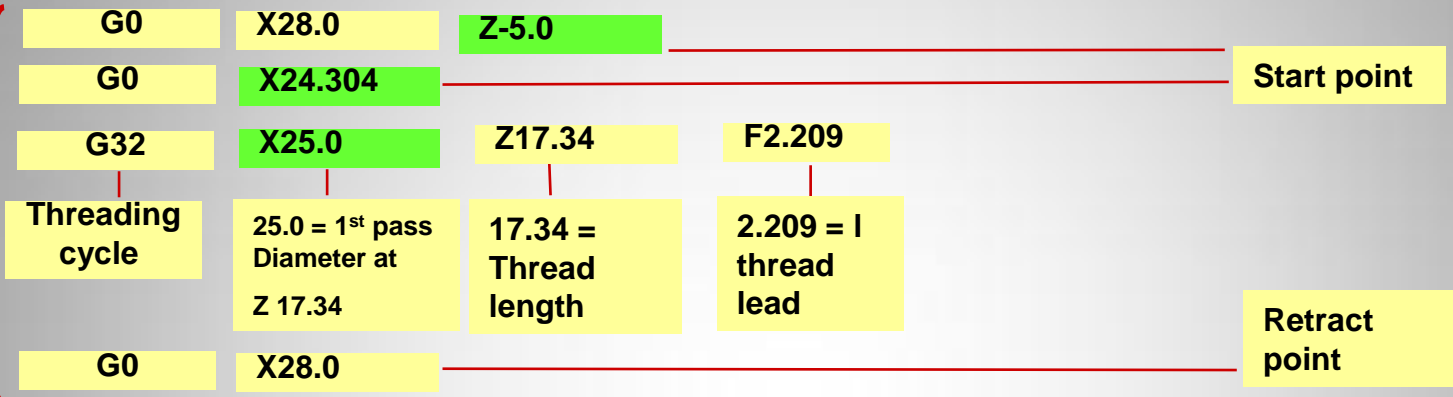 G0 X28.0 Z-5.0
Start point
G0 X24.304
G32 X25.0 Z17.34 F2.209
Threading
cycle
25.0 = 1st pass
Diameter at
Z 17.34
17.34 =
Thread
length
2.209 = l
thread
lead
Retract
point
G0 X28.0